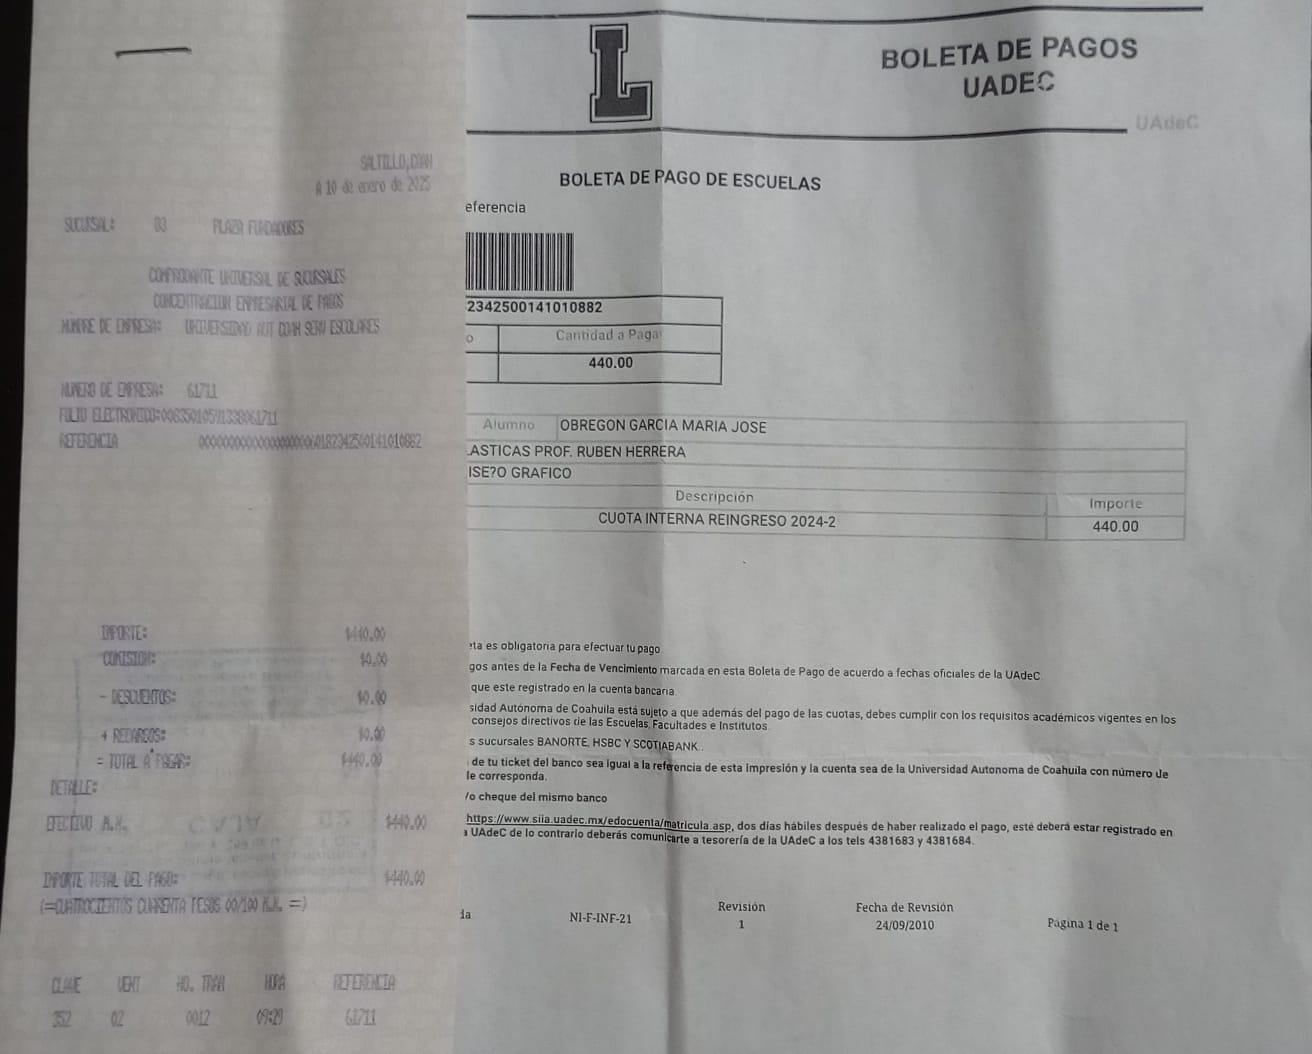 SALTILLO,COAH
A 10 de enero de 2025
SUCURSAL: 03 PLAZA FUNDADORES
COMPROBANTE UNIVERSAL DE SUCURSALES
CONCENTRACION EMPRESARIAL DE PAGOS
NOMBRE DE EMPRESA: UNIVERSIDAD AUT COAH SERV ESCOLARES
NUMERO DE EMPRESA: 61711
FOLIO ELECTRONICO:
REFERENCIA
IMPORTE: $440.00
COMISION: $0.00
- DESCUENTOS: $0.00
+ RECARGOS: $0.00
= TOTAL A PAGAR: $440.00
DETALLE:
EFECTIVO M.N. $440.00
IMPORTE TOTAL DEL PAGO: $440.00
(=CUATROCIENTOS CUARENTA PESOS 00/100 M.N. =)
CLAVE VENT NO. TRAN HORA REFERENCIA
352 02 0012 09:29 61711
L
BOLETA DE PAGOS
UADEC
UAdeC
BOLETA DE PAGO DE ESCUELAS
eferencia
2342500141010882
o Cantidad a Paga
440.00
Alumno OBREGON GARCIA MARIA JOSE
LASTICAS PROF. RUBEN HERRERA
ISE?O GRAFICO
Descripción Importe
CUOTA INTERNA REINGRESO 2024-2 440.00
eta es obligatoria para efectuar tu pago
gos antes de la Fecha de Vencimiento marcada en esta Boleta de Pago de acuerdo a fechas oficiales de la UAdeC
que este registrado en la cuenta bancaria
sidad Autónoma de Coahuila está sujeto a que además del pago de las cuotas, debes cumplir con los requisitos académicos vigentes en los
consejos directivos de las Escuelas, Facultades e Institutos
s sucursales BANORTE, HSBC Y SCOTIABANK..
de tu ticket del banco sea igual a la referencia de esta Impresión y la cuenta sea de la Universidad Autonoma de Coahuila con número de
le corresponda.
/o cheque del mismo banco
https://www.siia.uadec.mx/edocuenta/matricula.asp, dos días hábiles después de haber realizado el pago, esté deberá estar registrado en
a UAdeC de lo contrario deberás comunicarte a tesorería de la UAdeC a los tels 4381683 y 4381684.
da NI-F-INF-21 Revisión Fecha de Revisión Página 1 de 1
1 24/09/2010